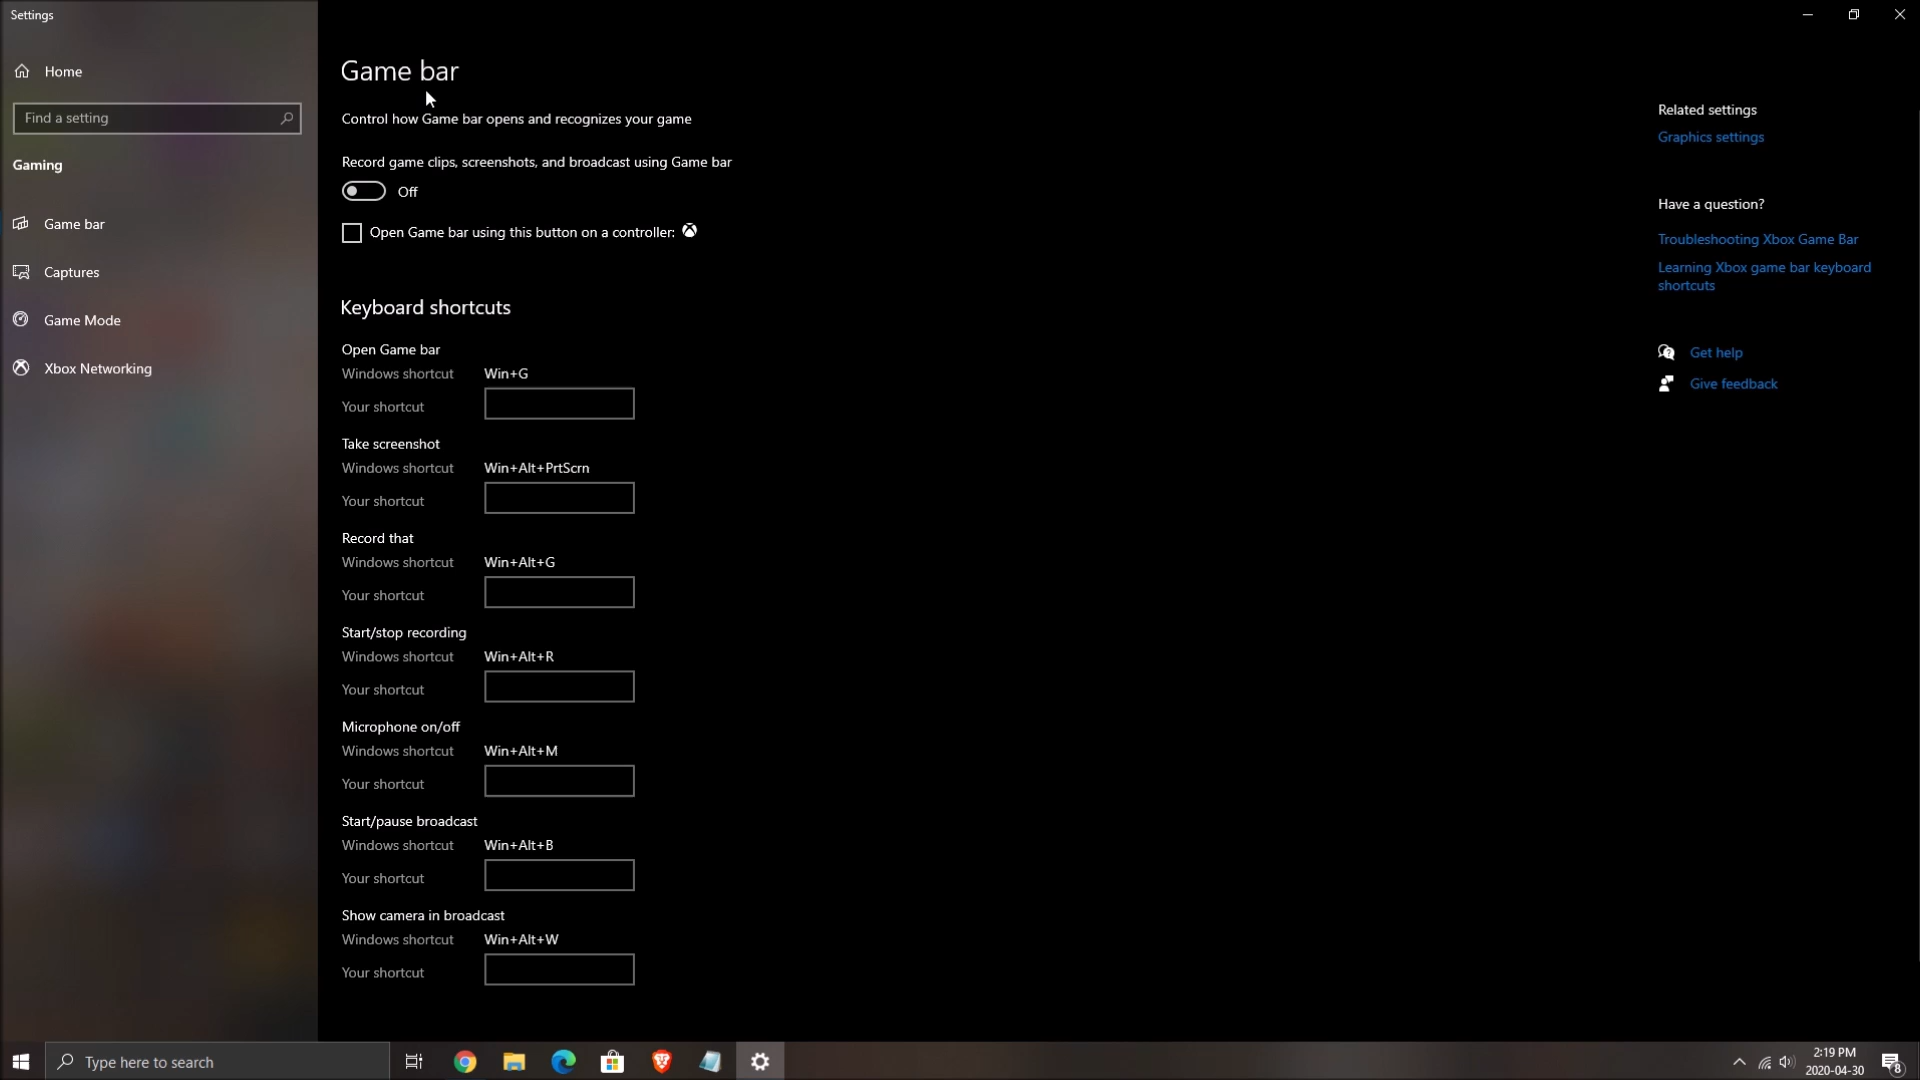 Settings
Home
Find a setting
Gaming
Game bar
Captures
Game Mode
Xbox Networking
Game bar
Control how Game bar opens and recognizes your game
Record game clips, screenshots, and broadcast using Game bar
Off
Open Game bar using this button on a controller:
Keyboard shortcuts
Open Game bar
Windows shortcut Win+G
Your shortcut
Take screenshot
Windows shortcut Win+Alt+PrtScrn
Your shortcut
Record that
Windows shortcut Win+Alt+G
Your shortcut
Start/stop recording
Windows shortcut Win+Alt+R
Your shortcut
Microphone on/off
Windows shortcut Win+Alt+M
Your shortcut
Start/pause broadcast
Windows shortcut Win+Alt+B
Your shortcut
Show camera in broadcast
Windows shortcut Win+Alt+W
Your shortcut
Related settings
Graphics settings
Have a question?
Troubleshooting Xbox Game Bar
Learning Xbox game bar keyboard
shortcuts
Get help
Give feedback
Type here to search
2:19 PM
2020-04-30
8